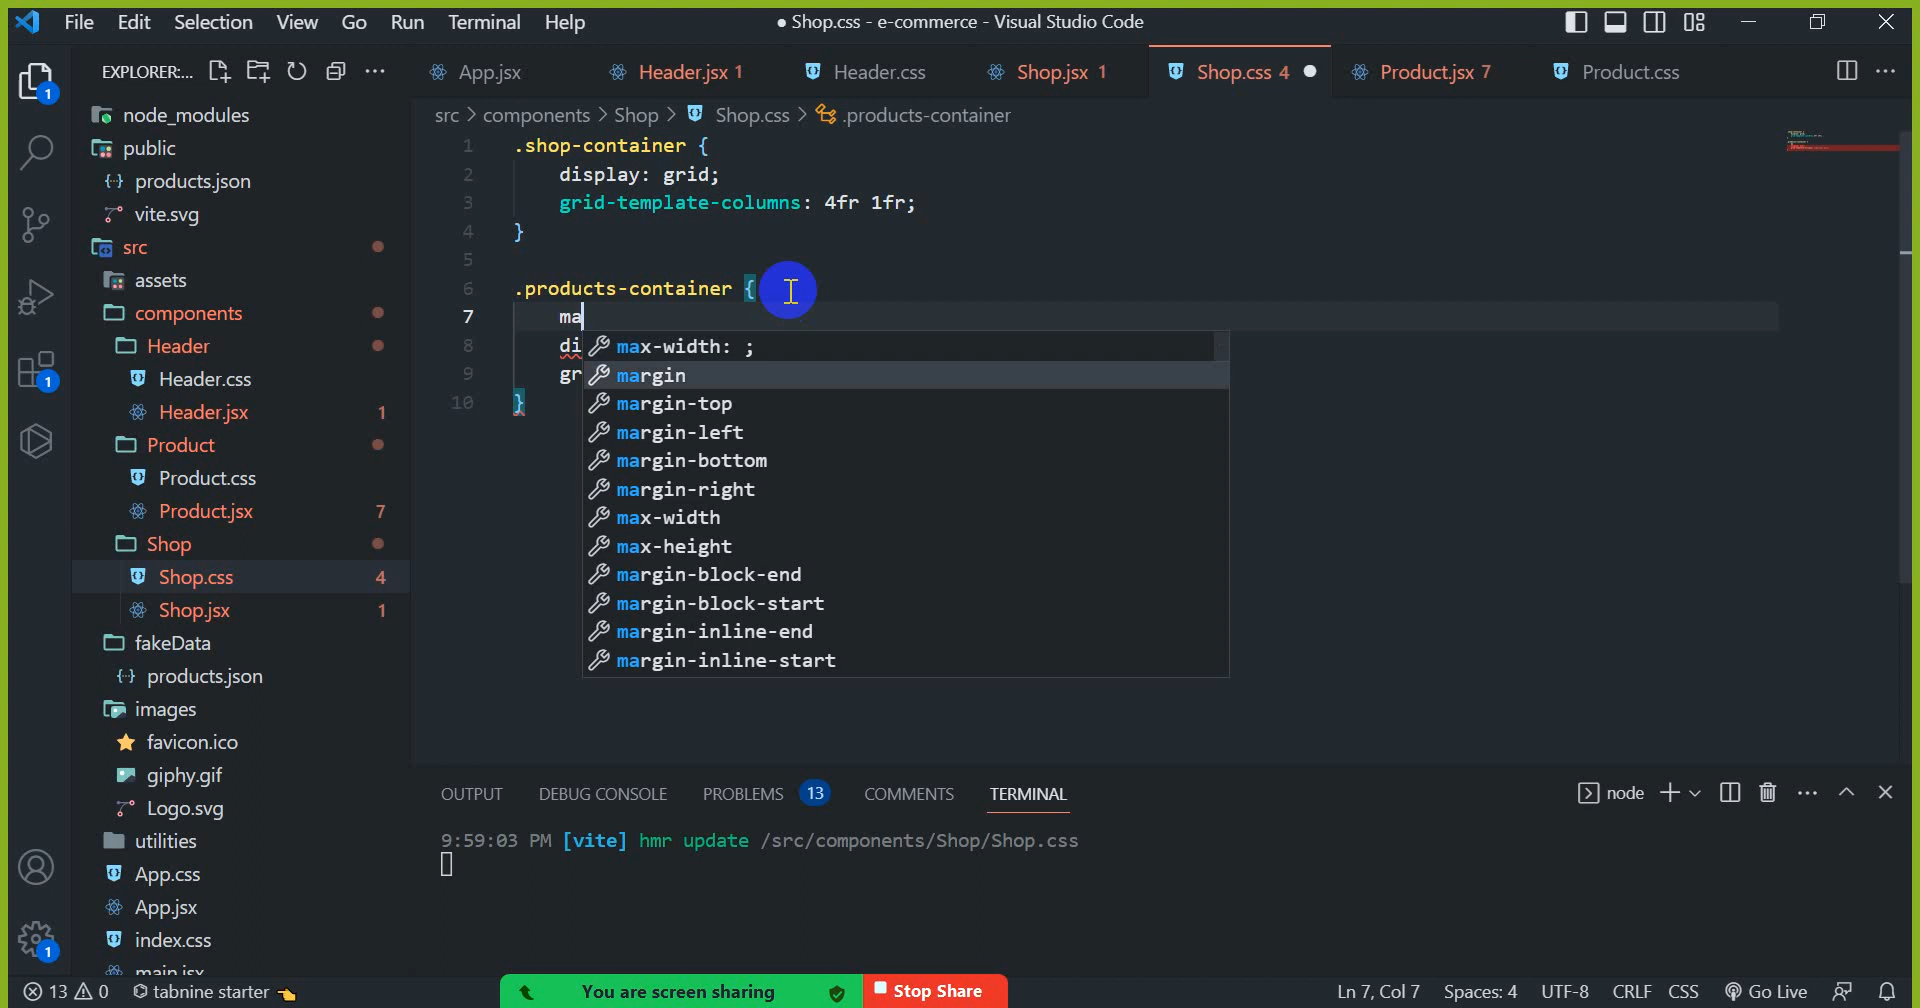 File Edit Selection View Go Run Terminal Help
● Shop.css - e-commerce - Visual Studio Code
EXPLORER:...
App.jsx
Header.jsx 1
Header.css
Shop.jsx 1
Shop.css 4
Product.jsx 7
Product.css
src > components > Shop > Shop.css > .products-container
node_modules
public
products.json
vite.svg
src
assets
components
Header
Header.css
Header.jsx 1
Product
Product.css
Product.jsx 7
Shop
Shop.css 4
Shop.jsx 1
fakeData
products.json
images
favicon.ico
giphy.gif
Logo.svg
utilities
App.css
App.jsx
index.css
main.jsx
1
1
1
1 .shop-container {
2 display: grid;
3 grid-template-columns: 4fr 1fr;
4 }
5
6 .products-container {
7 ma
8 di
9 gr
10 }
max-width: ;
margin
margin-top
margin-left
margin-bottom
margin-right
max-width
max-height
margin-block-end
margin-block-start
margin-inline-end
margin-inline-start
OUTPUT DEBUG CONSOLE PROBLEMS 13 COMMENTS TERMINAL
node
9:59:03 PM [vite] hmr update /src/components/Shop/Shop.css
13 0 tabnine starter
You are screen sharing
Stop Share
Ln 7, Col 7 Spaces: 4 UTF-8 CRLF CSS Go Live